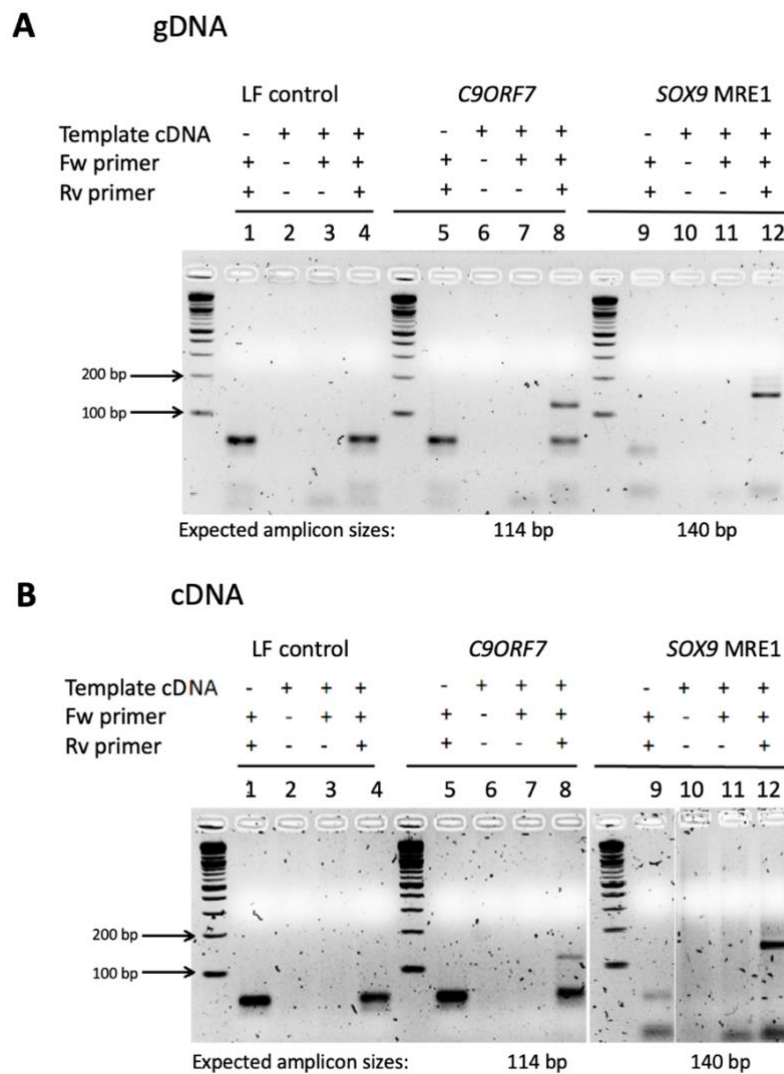 A gDNA
LF control C9ORF7 SOX9 MRE1
Template cDNA - + + + - + + + - + + +
Fw primer + - + + + - + + + - + +
Rv primer + - - + + - - + + - - +
1 2 3 4 5 6 7 8 9 10 11 12
200 bp
100 bp
Expected amplicon sizes: 114 bp 140 bp
B cDNA
LF control C9ORF7 SOX9 MRE1
Template cDNA - + + + - + + + - + + +
Fw primer + - + + + - + + + - + +
Rv primer + - - + + - - + + - - +
1 2 3 4 5 6 7 8 9 10 11 12
200 bp
100 bp
Expected amplicon sizes: 114 bp 140 bp